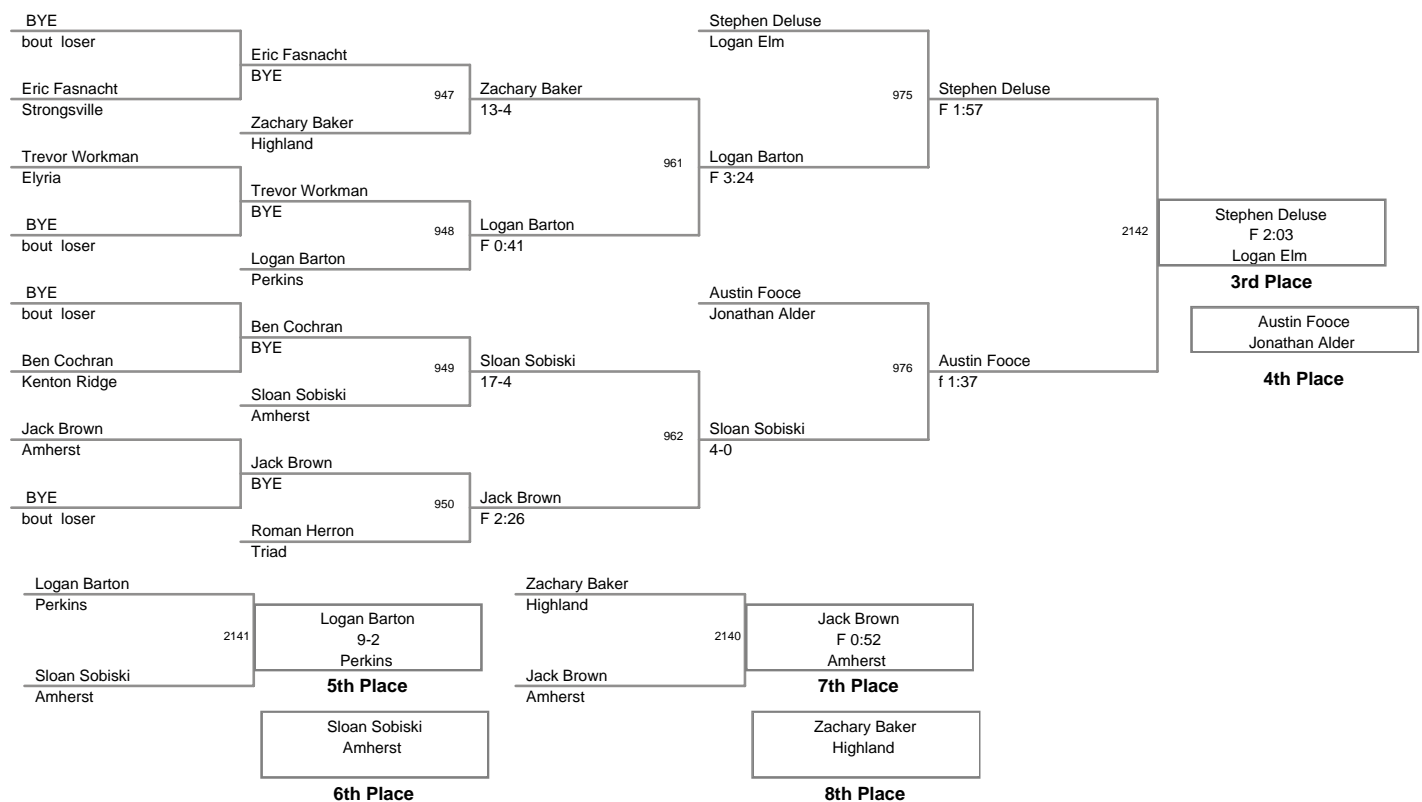 BYE
bout loser
Eric Fasnacht
Strongsville
Trevor Workman
Elyria
BYE
bout loser
BYE
bout loser
Ben Cochran
Kenton Ridge
Jack Brown
Amherst
BYE
bout loser
Eric Fasnacht
BYE
947
Zachary Baker
Highland
Trevor Workman
BYE
948
Logan Barton
Perkins
Ben Cochran
BYE
949
Sloan Sobiski
Amherst
Jack Brown
BYE
950
Roman Herron
Triad
Zachary Baker
13-4
961
Logan Barton
F 0:41
Sloan Sobiski
17-4
962
Jack Brown
F 2:26
Stephen Deluse
Logan Elm
975
Logan Barton
F 3:24
Austin Fooce
Jonathan Alder
976
Sloan Sobiski
4-0
Stephen Deluse
F 1:57
2142
Austin Fooce
f 1:37
Stephen Deluse
F 2:03
Logan Elm
3rd Place
Austin Fooce
Jonathan Alder
4th Place
Logan Barton
Perkins
2141
Sloan Sobiski
Amherst
Logan Barton
9-2
Perkins
5th Place
Sloan Sobiski
Amherst
6th Place
Zachary Baker
Highland
2140
Jack Brown
Amherst
Jack Brown
F 0:52
Amherst
7th Place
Zachary Baker
Highland
8th Place